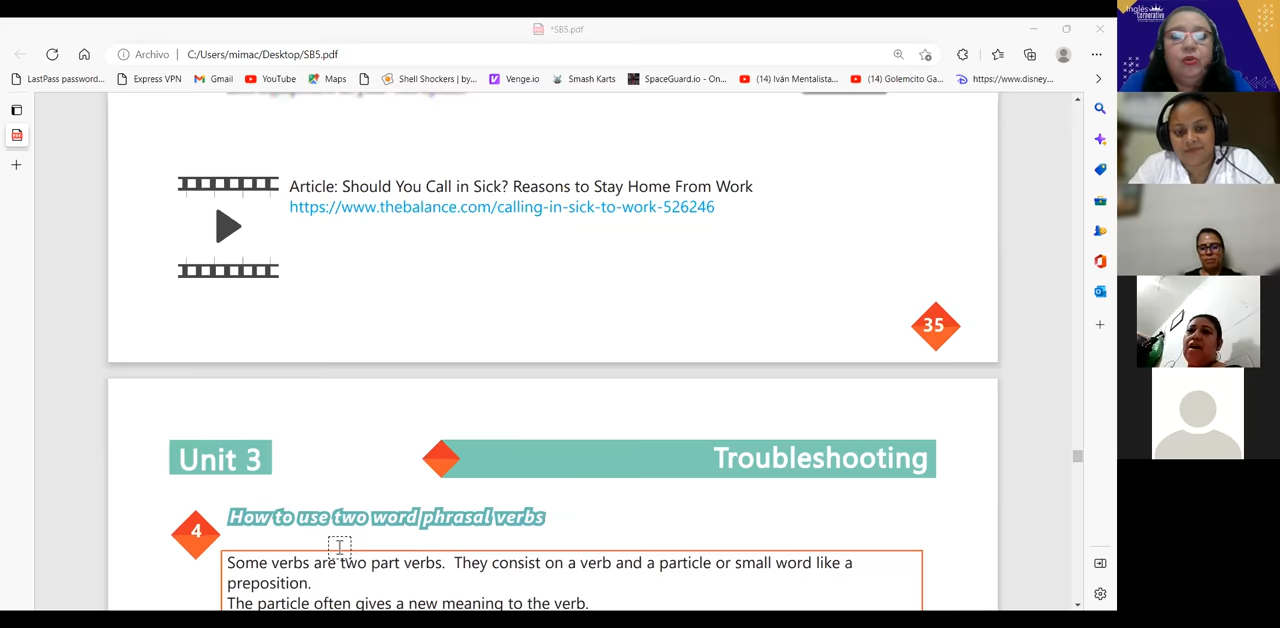 *SB5.pdf
Archivo
C:/Users/mimac/Desktop/SB5.pdf
LastPass password...
Express VPN
Gmail
YouTube
Maps
Shell Shockers | by...
Venge.io
Smash Karts
SpaceGuard.io - On...
(14) Iván Mentalista...
(14) Golemcito Ga...
https://www.disney...
Inglés
Corporativo
Article: Should You Call in Sick? Reasons to Stay Home From Work
https://www.thebalance.com/calling-in-sick-to-work-526246
35
Unit 3
Troubleshooting
4
How to use two word phrasal verbs
Some verbs are two part verbs. They consist on a verb and a particle or small word like a
preposition.
The particle often gives a new meaning to the verb.